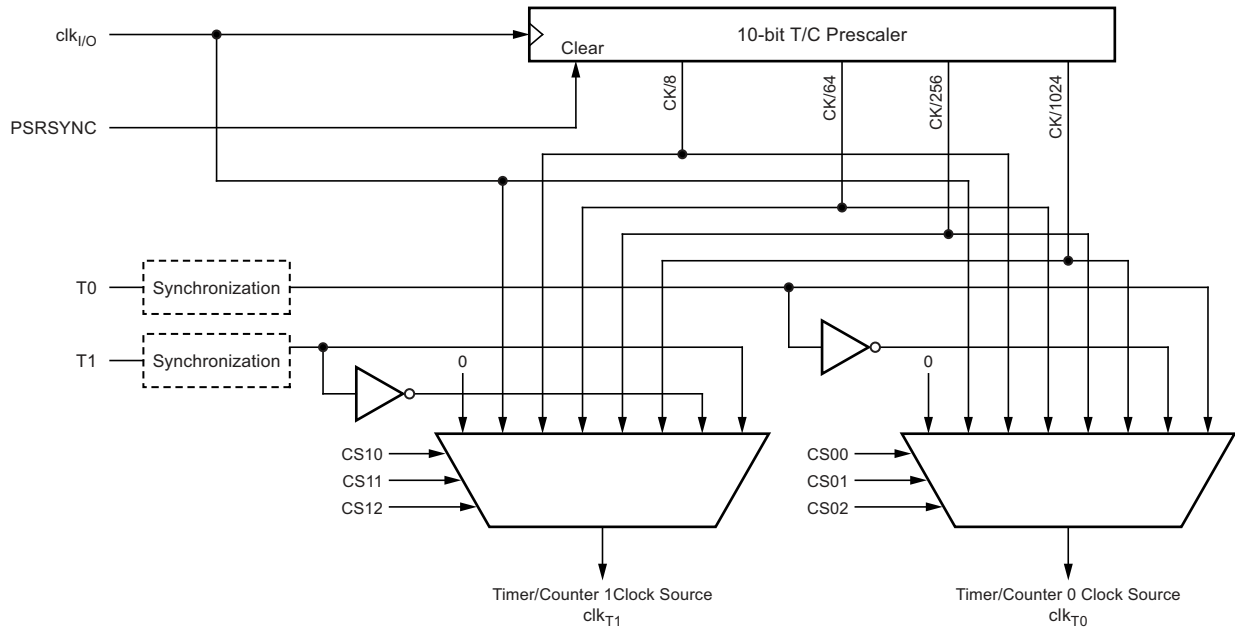 clkI/O
10-bit T/C Prescaler
Clear
CK/8
CK/64
CK/256
CK/1024
PSRSYNC
T0
Synchronization
T1
Synchronization
0
0
CS10
CS11
CS12
CS00
CS01
CS02
Timer/Counter 1Clock Source
clkT1
Timer/Counter 0 Clock Source
clkT0